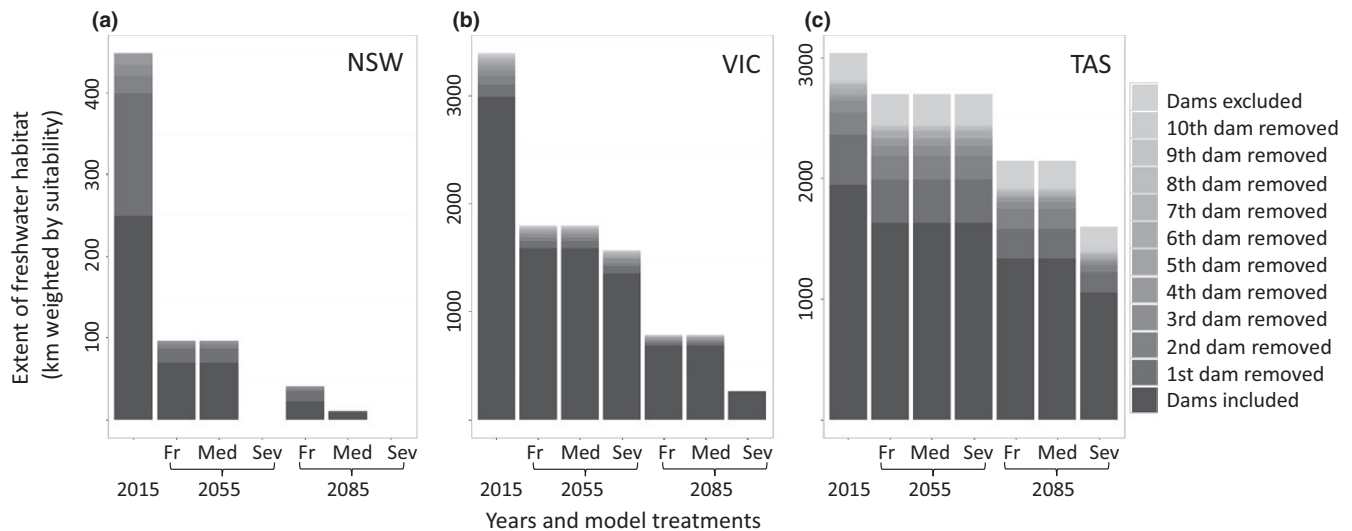 (a)
(b)
(c)
NSW
VIC
TAS
Extent of freshwater habitat
(km weighted by suitability)
400
300
200
100
3000
2000
1000
3000
2000
1000
Dams excluded
10th dam removed
9th dam removed
8th dam removed
7th dam removed
6th dam removed
5th dam removed
4th dam removed
3rd dam removed
2nd dam removed
1st dam removed
Dams included
Fr Med Sev Fr Med Sev
2015 2055 2085
Fr Med Sev Fr Med Sev
2015 2055 2085
Fr Med Sev Fr Med Sev
2015 2055 2085
Years and model treatments